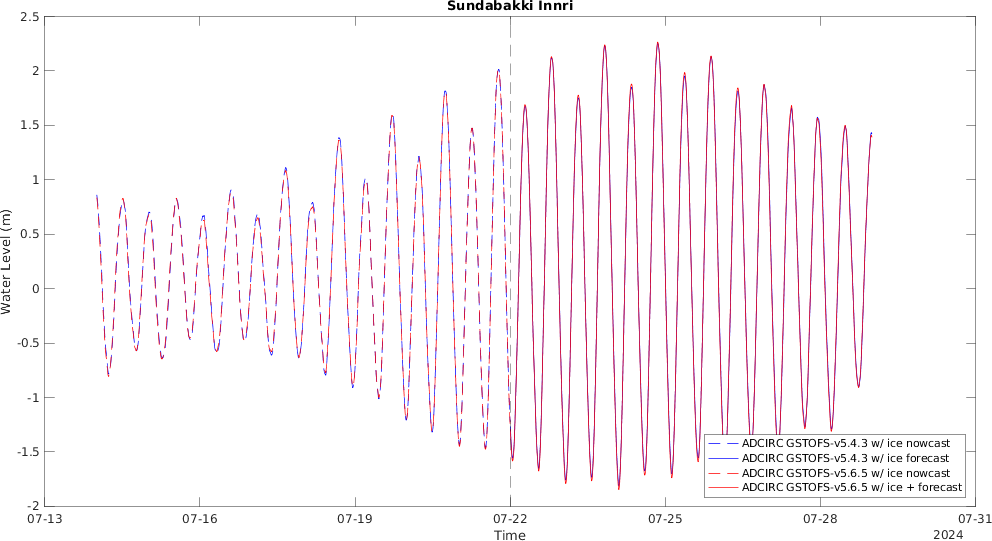 Sundabakki Innri
2.5
2
1.5
1
0.5
0
-0.5
-1
-1.5
-2
Water Level (m)
07-13
07-16
07-19
07-22
07-25
07-28
07-31
Time
2024
ADCIRC GSTOFS-v5.4.3 w/ ice nowcast
ADCIRC GSTOFS-v5.4.3 w/ ice forecast
ADCIRC GSTOFS-v5.6.5 w/ ice nowcast
ADCIRC GSTOFS-v5.6.5 w/ ice + forecast